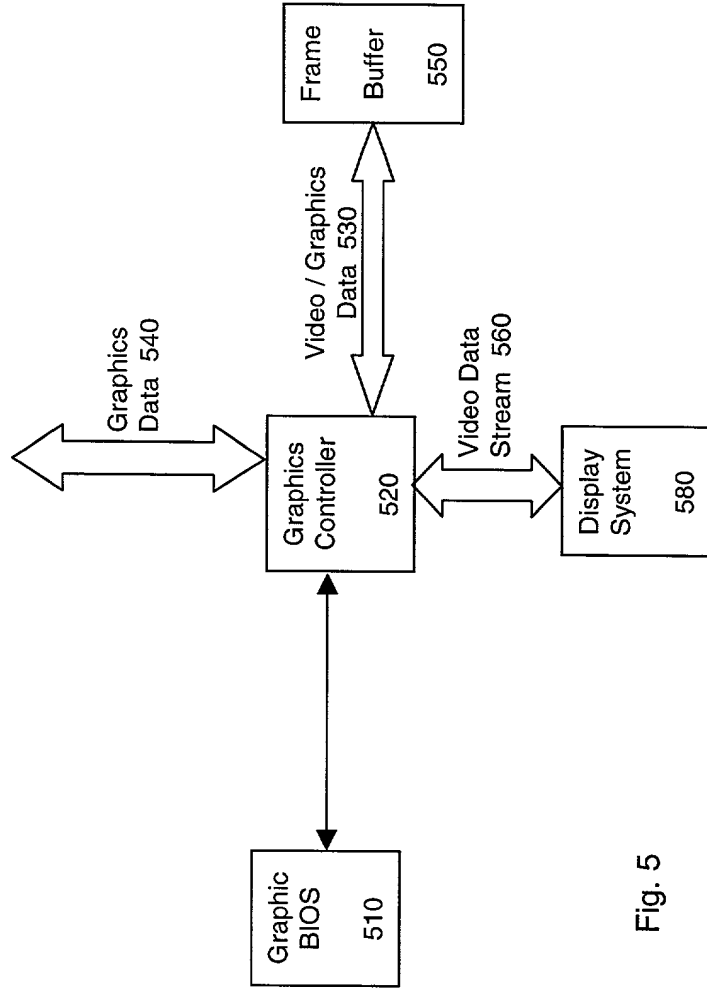 Graphics
Data 540
Graphic
BIOS
510
Graphics
Controller
520
Video / Graphics
Data 530
Frame
Buffer
550
Video Data
Stream 560
Display
System
580
Fig. 5